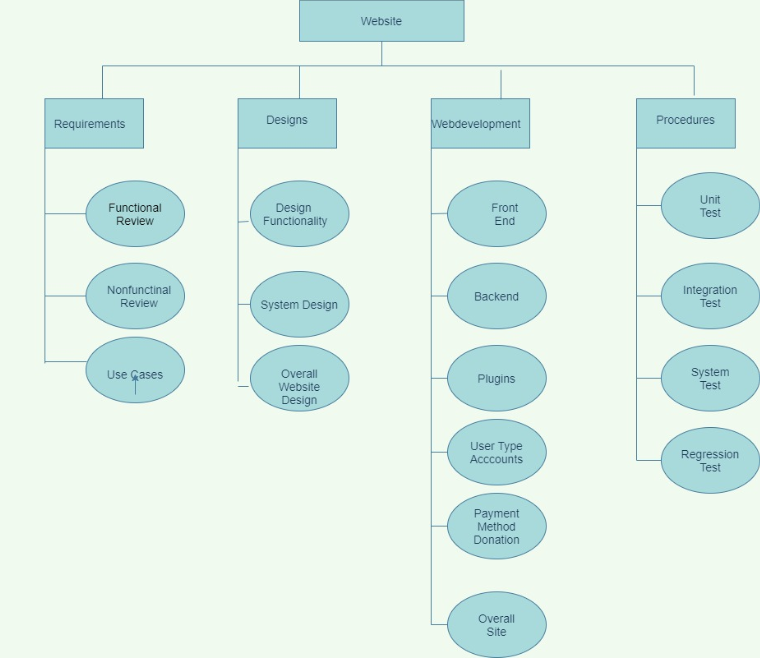 Website
Requirements
Functional
Review
Nonfunctinal
Review
Use Cases
Designs
Design
Functionality
System Design
Overall
Website
Design
Webdevelopment
Front
End
Backend
Plugins
User Type
Acccounts
Payment
Method
Donation
Overall
Site
Procedures
Unit
Test
Integration
Test
System
Test
Regression
Test